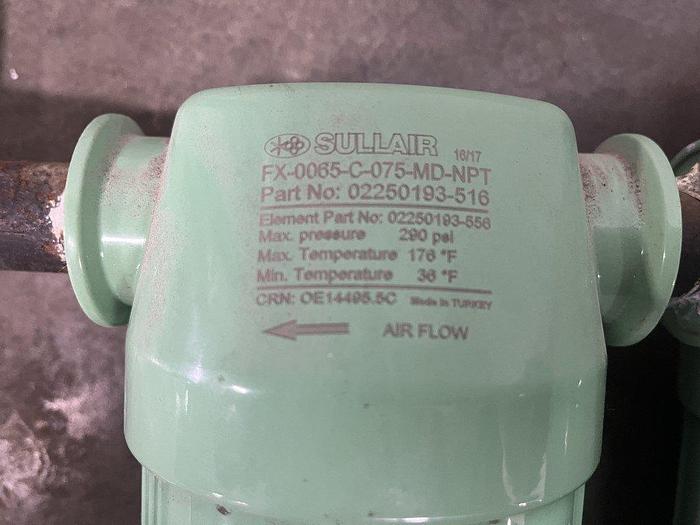 SULLAIR 16/17
FX-0065-C-075-MD-NPT
Part No: 02250193-516
Element Part No: 02250193-556
Max. pressure 290 psi
Max. Temperature 176 °F
Min. Temperature 36 °F
CRN: OE14495.5C Made in TURKEY
AIR FLOW